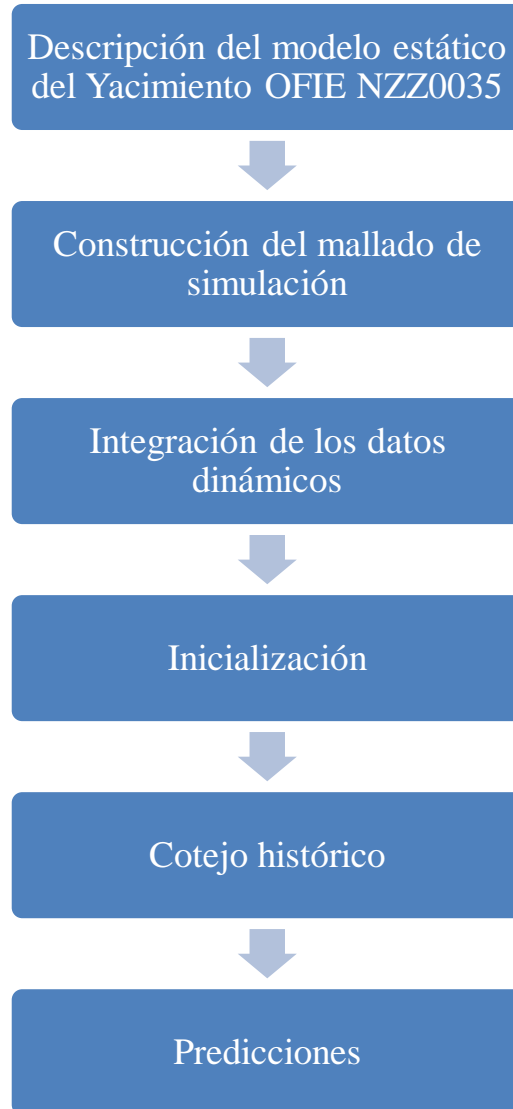 Descripción del modelo estático
del Yacimiento OFIE NZZ0035
Construcción del mallado de
simulación
Integración de los datos
dinámicos
Inicialización
Cotejo histórico
Predicciones